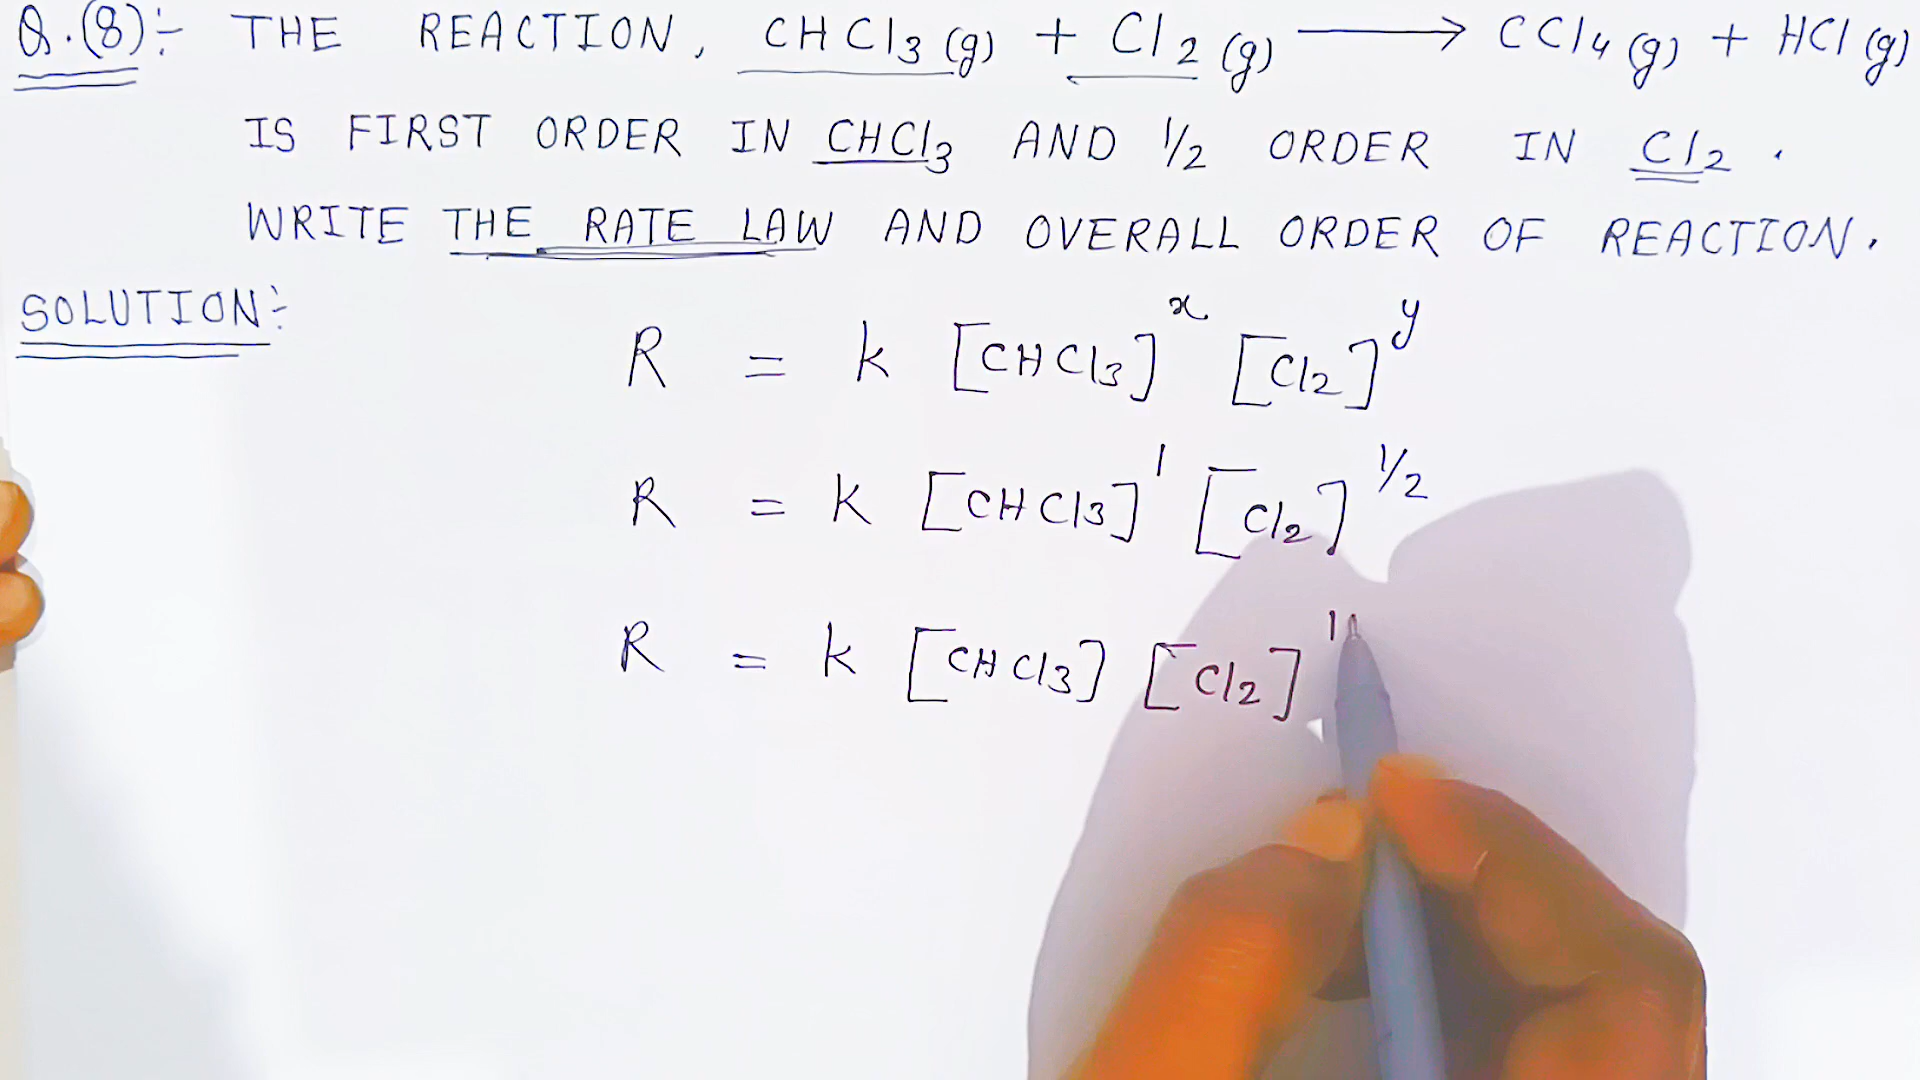 Q.(8):- THE REACTION, CHCl3 (g) + Cl2 (g) ⟶ CCl4 (g) + HCl (g)
IS FIRST ORDER IN CHCl3 AND 1/2 ORDER IN Cl2.
WRITE THE RATE LAW AND OVERALL ORDER OF REACTION.
SOLUTION:-
R = k [CHCl3]^x [Cl2]^y
R = k [CHCl3]^1 [Cl2]^1/2
R = k [CHCl3] [Cl2]^1